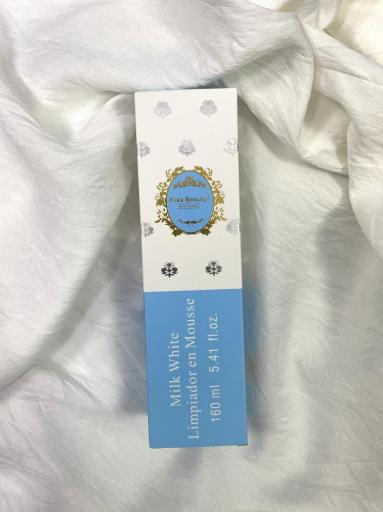 Kiss Beauty
Milk White
Limpiador en Mousse
160 ml 5.41 fl.oz.